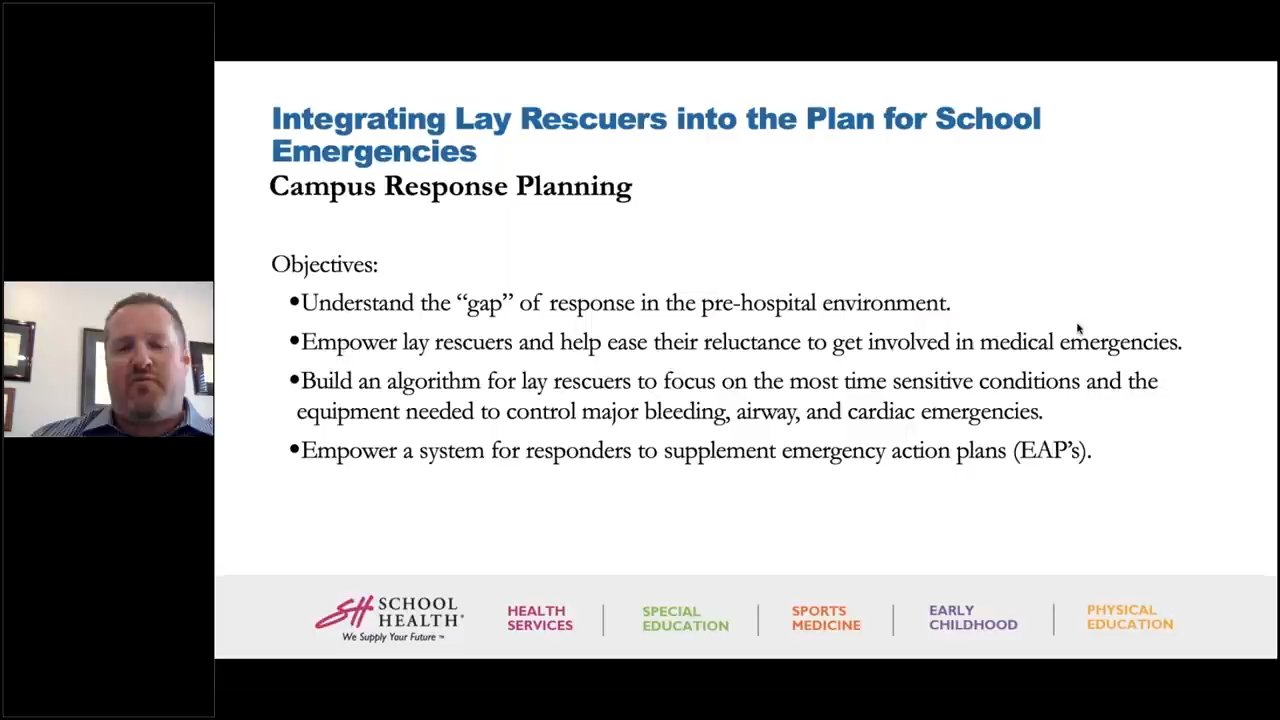 Integrating Lay Rescuers into the Plan for School
Emergencies
Campus Response Planning
Objectives:
•Understand the “gap” of response in the pre-hospital environment.
•Empower lay rescuers and help ease their reluctance to get involved in medical emergencies.
•Build an algorithm for lay rescuers to focus on the most time sensitive conditions and the
equipment needed to control major bleeding, airway, and cardiac emergencies.
•Empower a system for responders to supplement emergency action plans (EAP’s).
SH SCHOOL
HEALTH®
We Supply Your Future™
HEALTH
SERVICES
SPECIAL
EDUCATION
SPORTS
MEDICINE
EARLY
CHILDHOOD
PHYSICAL
EDUCATION